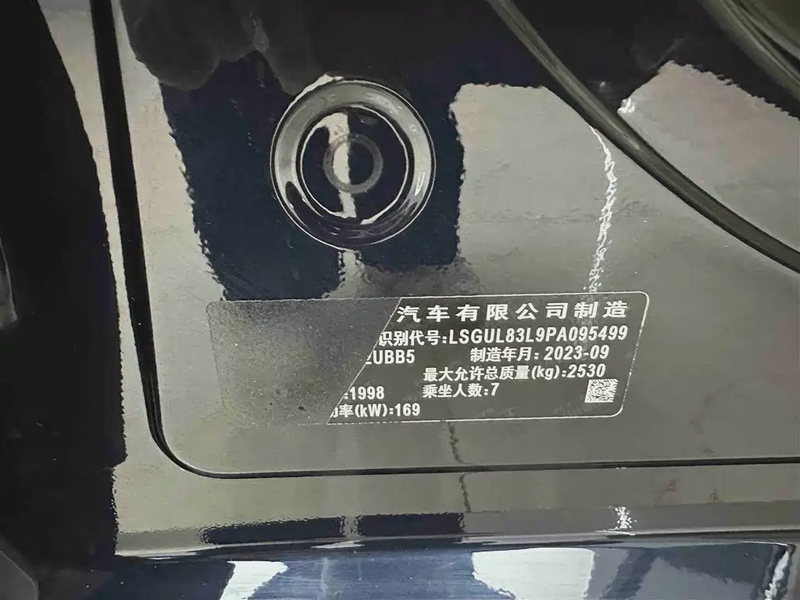 汽车有限公司制造
识别代号:LSGUL83L9PA095499
UBB5 制造年月:2023-09
最大允许总质量(kg):2530
:1998 乘坐人数:7
率(kW):169